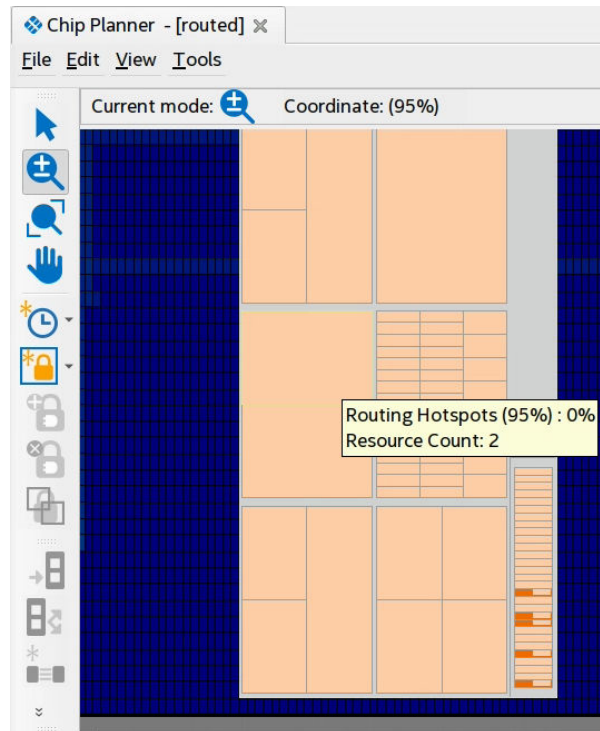 Chip Planner - [routed]
File Edit View Tools
Current mode: Coordinate: (95%)
Routing Hotspots (95%) : 0%
Resource Count: 2